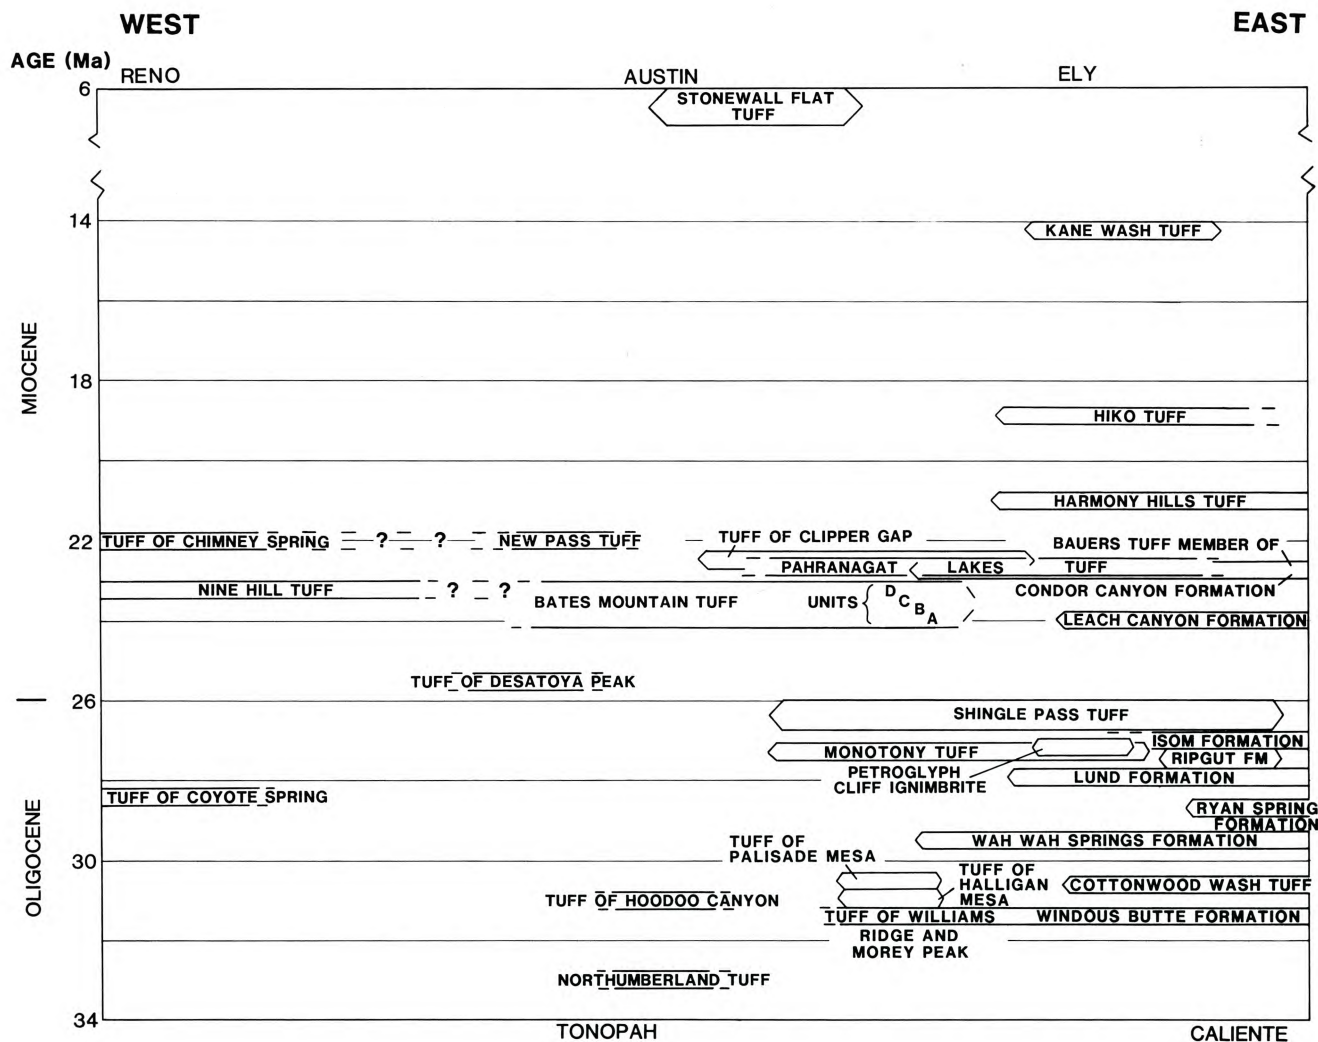 WEST
EAST
AGE (Ma)
RENO
AUSTIN
ELY
6
STONEWALL FLAT
TUFF
14
KANE WASH TUFF
MIOCENE
18
HIKO TUFF
HARMONY HILLS TUFF
22
TUFF OF CHIMNEY SPRING
?
?
NEW PASS TUFF
TUFF OF CLIPPER GAP
BAUERS TUFF MEMBER OF
PAHRANAGAT LAKES TUFF
NINE HILL TUFF
?
?
CONDOR CANYON FORMATION
BATES MOUNTAIN TUFF
UNITS
D
C
B
A
LEACH CANYON FORMATION
TUFF OF DESATOYA PEAK
26
SHINGLE PASS TUFF
ISOM FORMATION
MONOTONY TUFF
RIPGUT FM
PETROGLYPH
CLIFF IGNIMBRITE
LUND FORMATION
TUFF OF COYOTE SPRING
RYAN SPRING
FORMATION
OLIGOCENE
WAH WAH SPRINGS FORMATION
TUFF OF
PALISADE MESA
30
TUFF OF
HALLIGAN
MESA
COTTONWOOD WASH TUFF
TUFF OF HOODOO CANYON
TUFF OF WILLIAMS
RIDGE AND
MOREY PEAK
WINDOUS BUTTE FORMATION
NORTHUMBERLAND TUFF
34
TONOPAH
CALIENTE